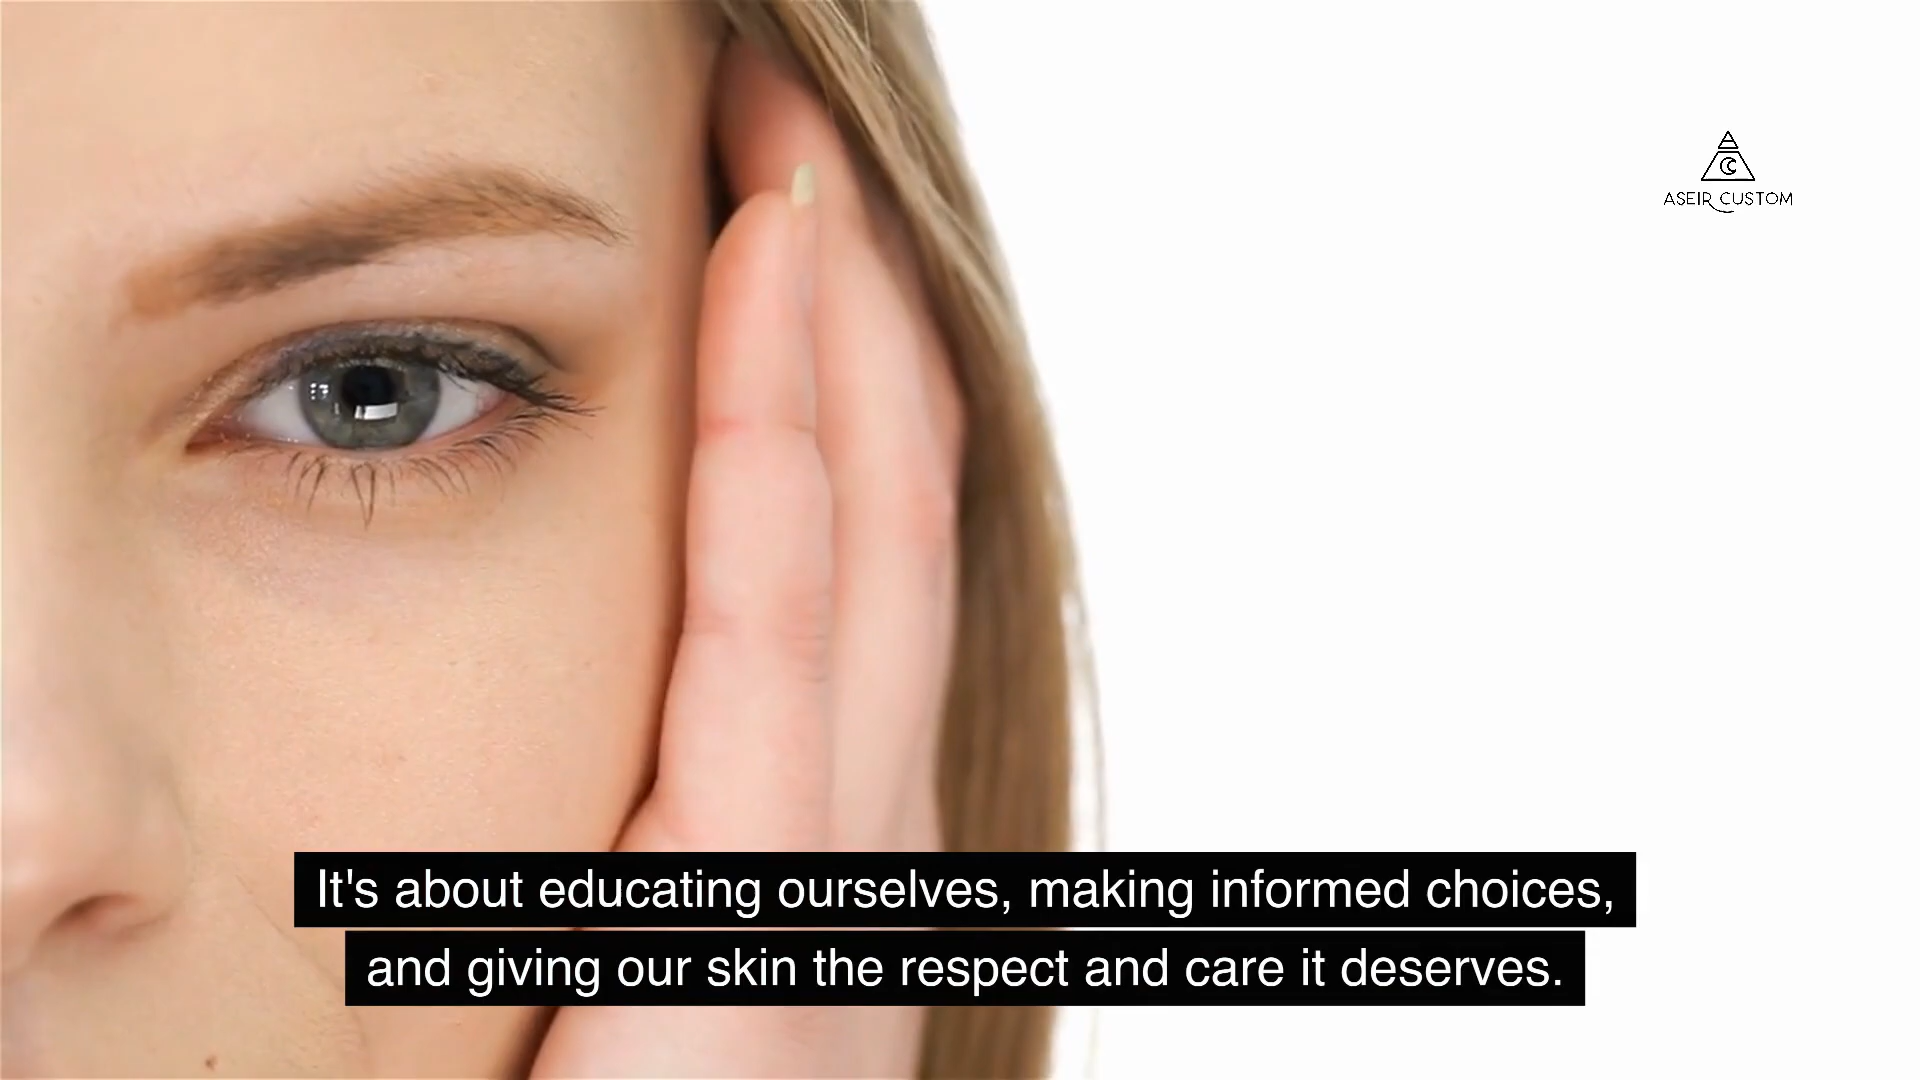 ASEIR CUSTOM
It's about educating ourselves, making informed choices,
and giving our skin the respect and care it deserves.